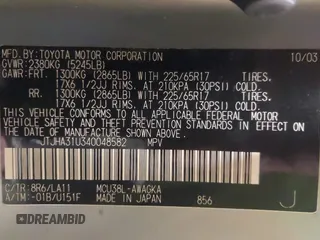 MFD. BY:TOYOTA MOTOR CORPORATION 10/03
GVWR: 2380KG (5245LB)
GAWR:FRT. 1300KG (2865LB) WITH 225/65R17 TIRES,
17X6 1/2JJ RIMS, AT 210KPA (30PSI) COLD.
RR. 1300KG (2865LB) WITH 225/65R17 TIRES,
17X6 1/2JJ RIMS, AT 210KPA (30PSI) COLD.
THIS VEHICLE CONFORMS TO ALL APPLICABLE FEDERAL MOTOR
VEHICLE SAFETY, AND BUMPER STANDARDS IN EFFECT ON THE DATE
OF MANUFACTURE SHOWN ABOVE.
JTJHA31U340048582 MPV
C/TR: 8R6/LA11 MCU38L-AWAGKA
A/TM: -01B/U151F MADE IN JAPAN 856 J